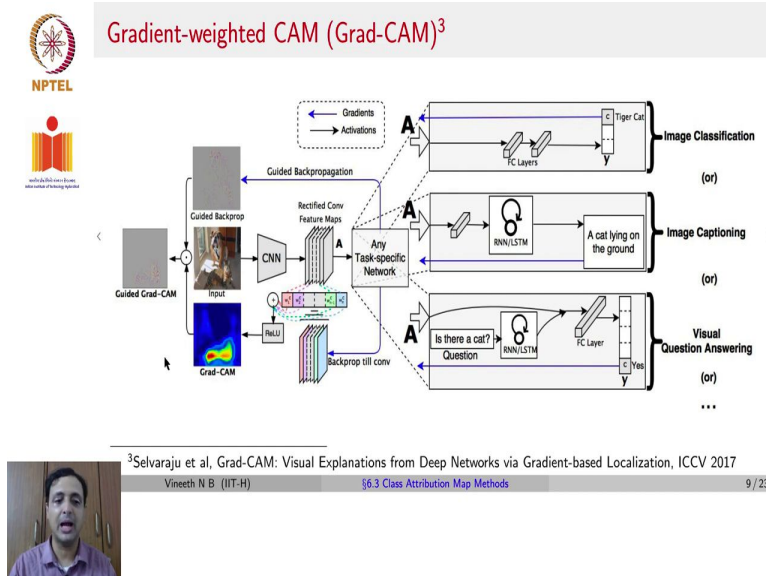 Gradient-weighted CAM (Grad-CAM)3
NPTEL
Gradients
Activations
A
Tiger Cat
c
FC Layers
y
Image Classification
(or)
Guided Backpropagation
Guided Backprop
Rectified Conv
Feature Maps
A
Any
Task-specific
Network
CNN
Input
Guided Grad-CAM
A
RNN/LSTM
A cat lying on
the ground
Image Captioning
(or)
ReLU
Grad-CAM
Backprop till conv
A
Is there a cat?
Question
RNN/LSTM
FC Layer
c
Yes
y
Visual
Question Answering
(or)
...
3Selvaraju et al, Grad-CAM: Visual Explanations from Deep Networks via Gradient-based Localization, ICCV 2017
Vineeth N B (IIT-H)
§6.3 Class Attribution Map Methods
9 / 23